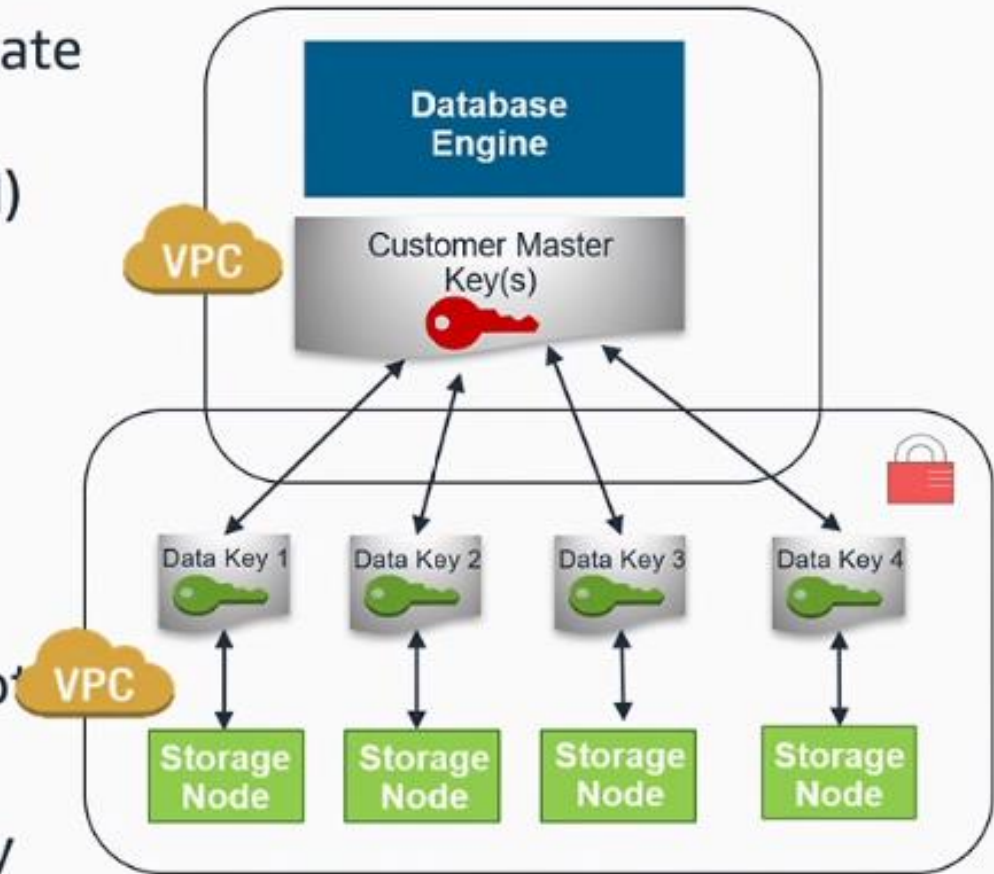 ate
)
Database
Engine
VPC
Customer Master
Key(s)
Data Key 1
Data Key 2
Data Key 3
Data Key 4
VPC
Storage
Node
Storage
Node
Storage
Node
Storage
Node
y